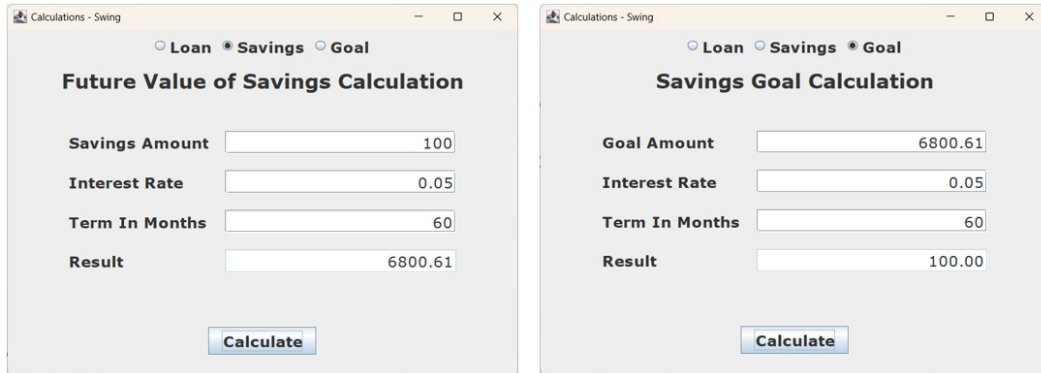 Calculations - Swing
Loan Savings Goal
Future Value of Savings Calculation
Savings Amount 100
Interest Rate 0.05
Term In Months 60
Result 6800.61
Calculate
Calculations - Swing
Loan Savings Goal
Savings Goal Calculation
Goal Amount 6800.61
Interest Rate 0.05
Term In Months 60
Result 100.00
Calculate